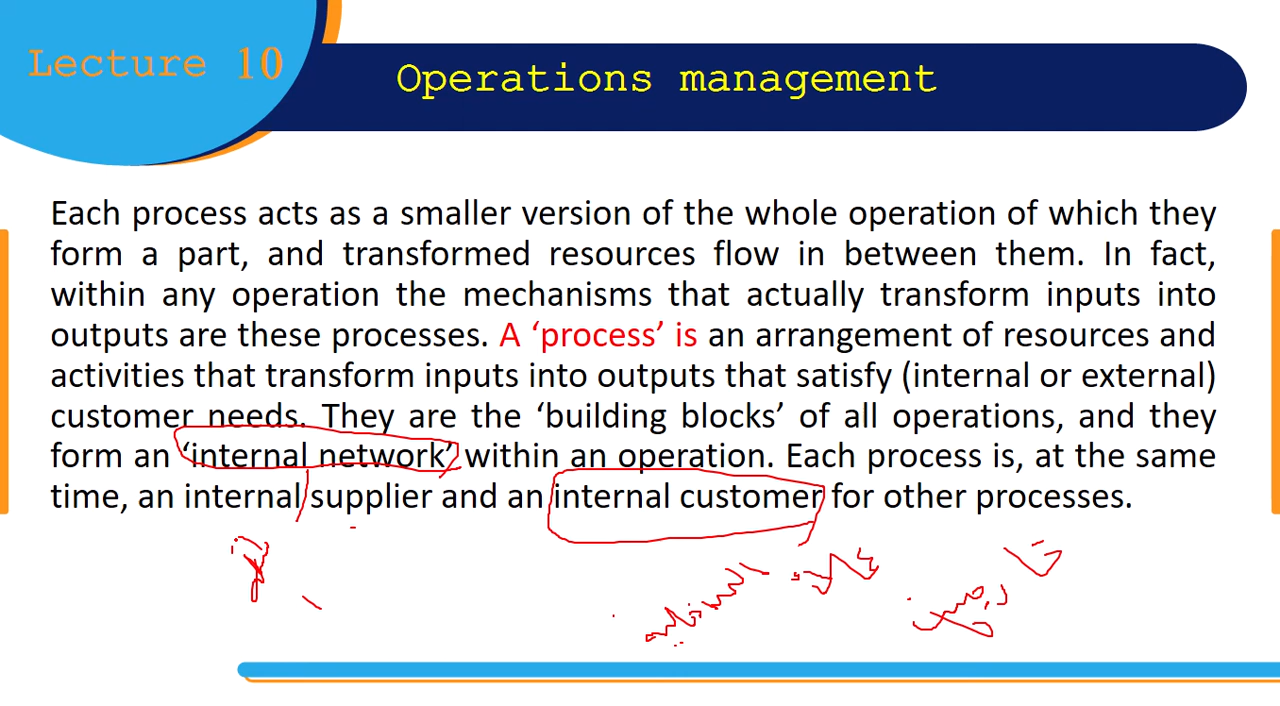 Lecture 10
Operations management
Each process acts as a smaller version of the whole operation of which they
form a part, and transformed resources flow in between them. In fact,
within any operation the mechanisms that actually transform inputs into
outputs are these processes. A ‘process’ is an arrangement of resources and
activities that transform inputs into outputs that satisfy (internal or external)
customer needs. They are the ‘building blocks’ of all operations, and they
form an ‘internal network’ within an operation. Each process is, at the same
time, an internal supplier and an internal customer for other processes.